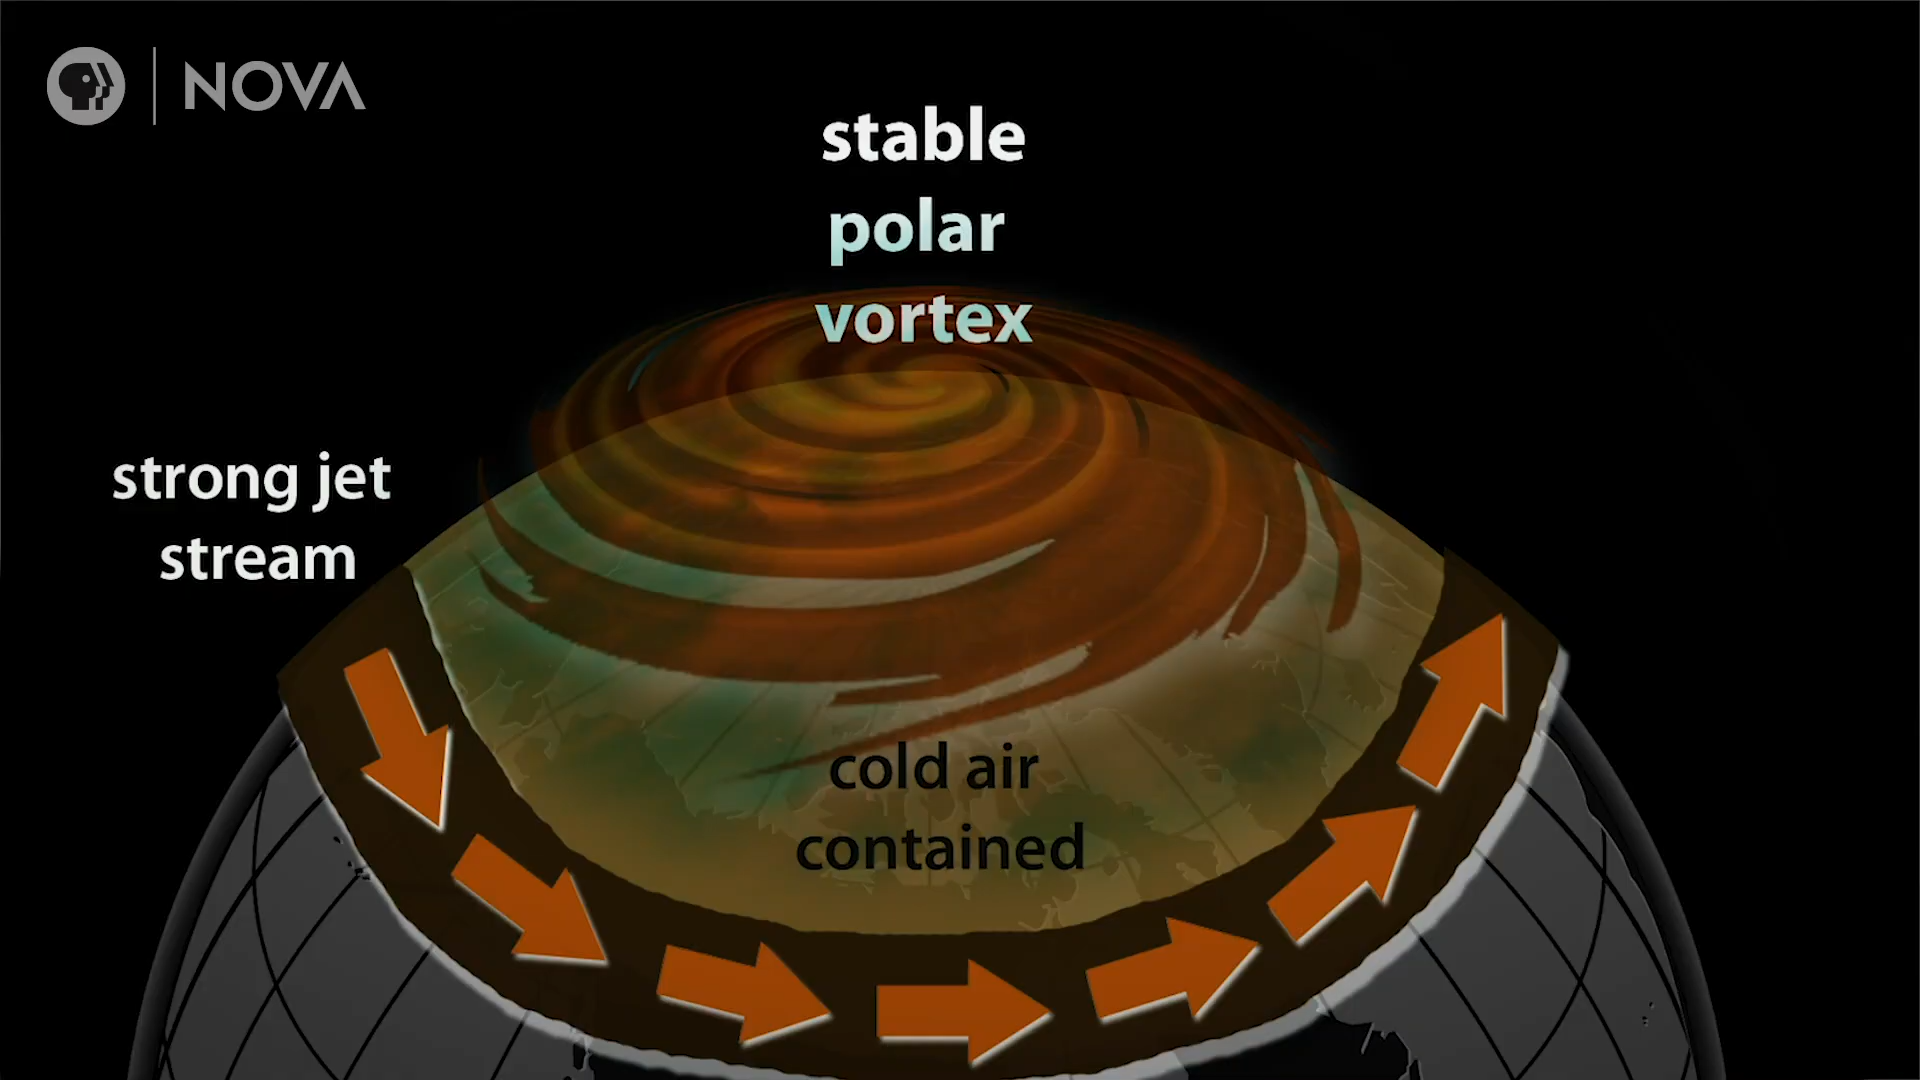 NOVA
stable
polar
vortex
strong jet
stream
cold air
contained